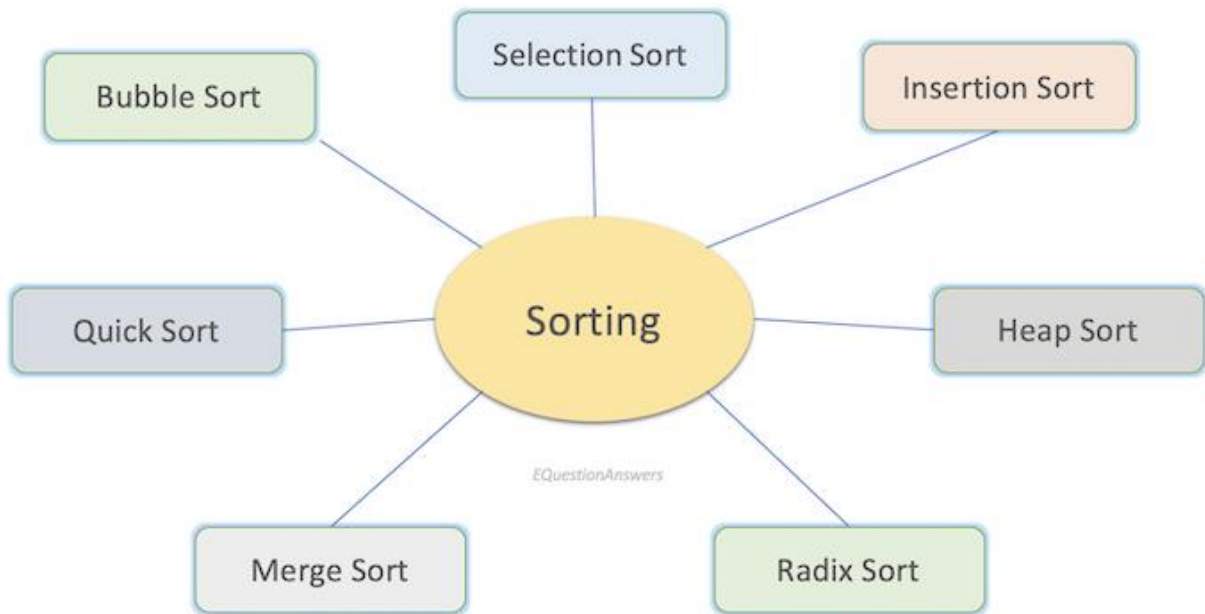 Selection Sort
Bubble Sort
Insertion Sort
Quick Sort
Sorting
Heap Sort
EQuestionAnswers
Merge Sort
Radix Sort